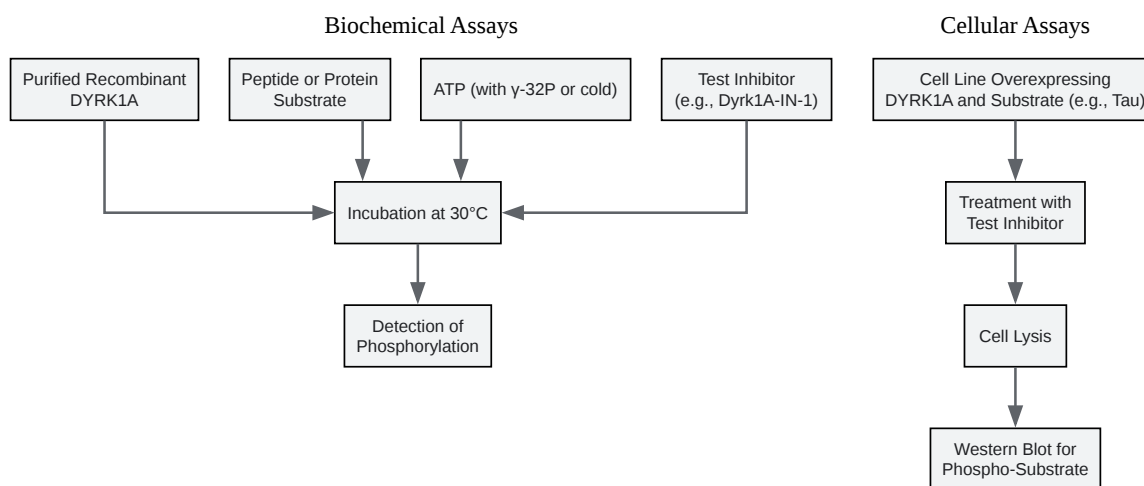 Biochemical Assays
Purified Recombinant
DYRK1A
Peptide or Protein
Substrate
ATP (with γ-32P or cold)
Test Inhibitor
(e.g., Dyrk1A-IN-1)
Incubation at 30°C
Detection of
Phosphorylation
Cellular Assays
Cell Line Overexpressing
DYRK1A and Substrate (e.g., Tau)
Treatment with
Test Inhibitor
Cell Lysis
Western Blot for
Phospho-Substrate